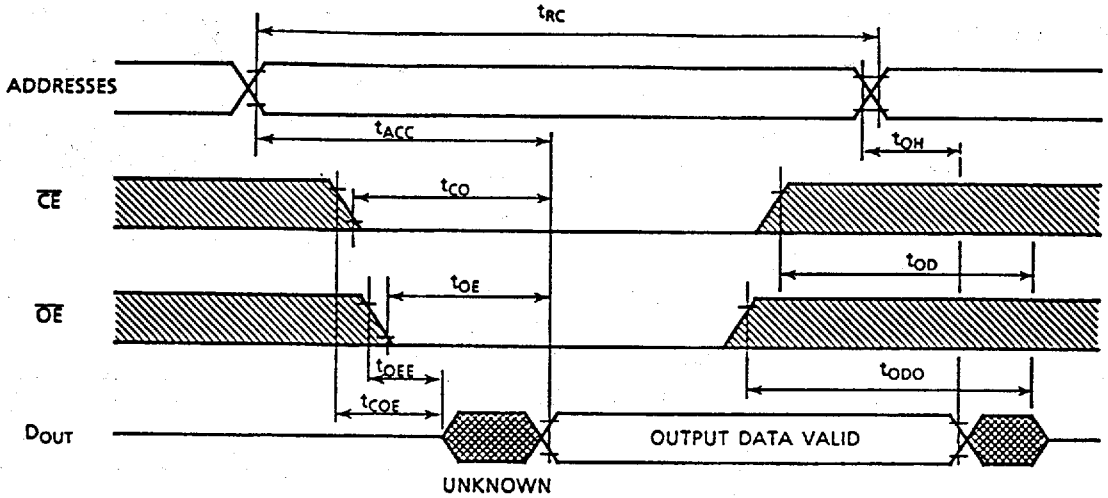 tRC
ADDRESSES
tACC
tOH
CE
tCO
tOD
OE
tOE
tOEE
tODO
tCOE
DOUT
OUTPUT DATA VALID
UNKNOWN